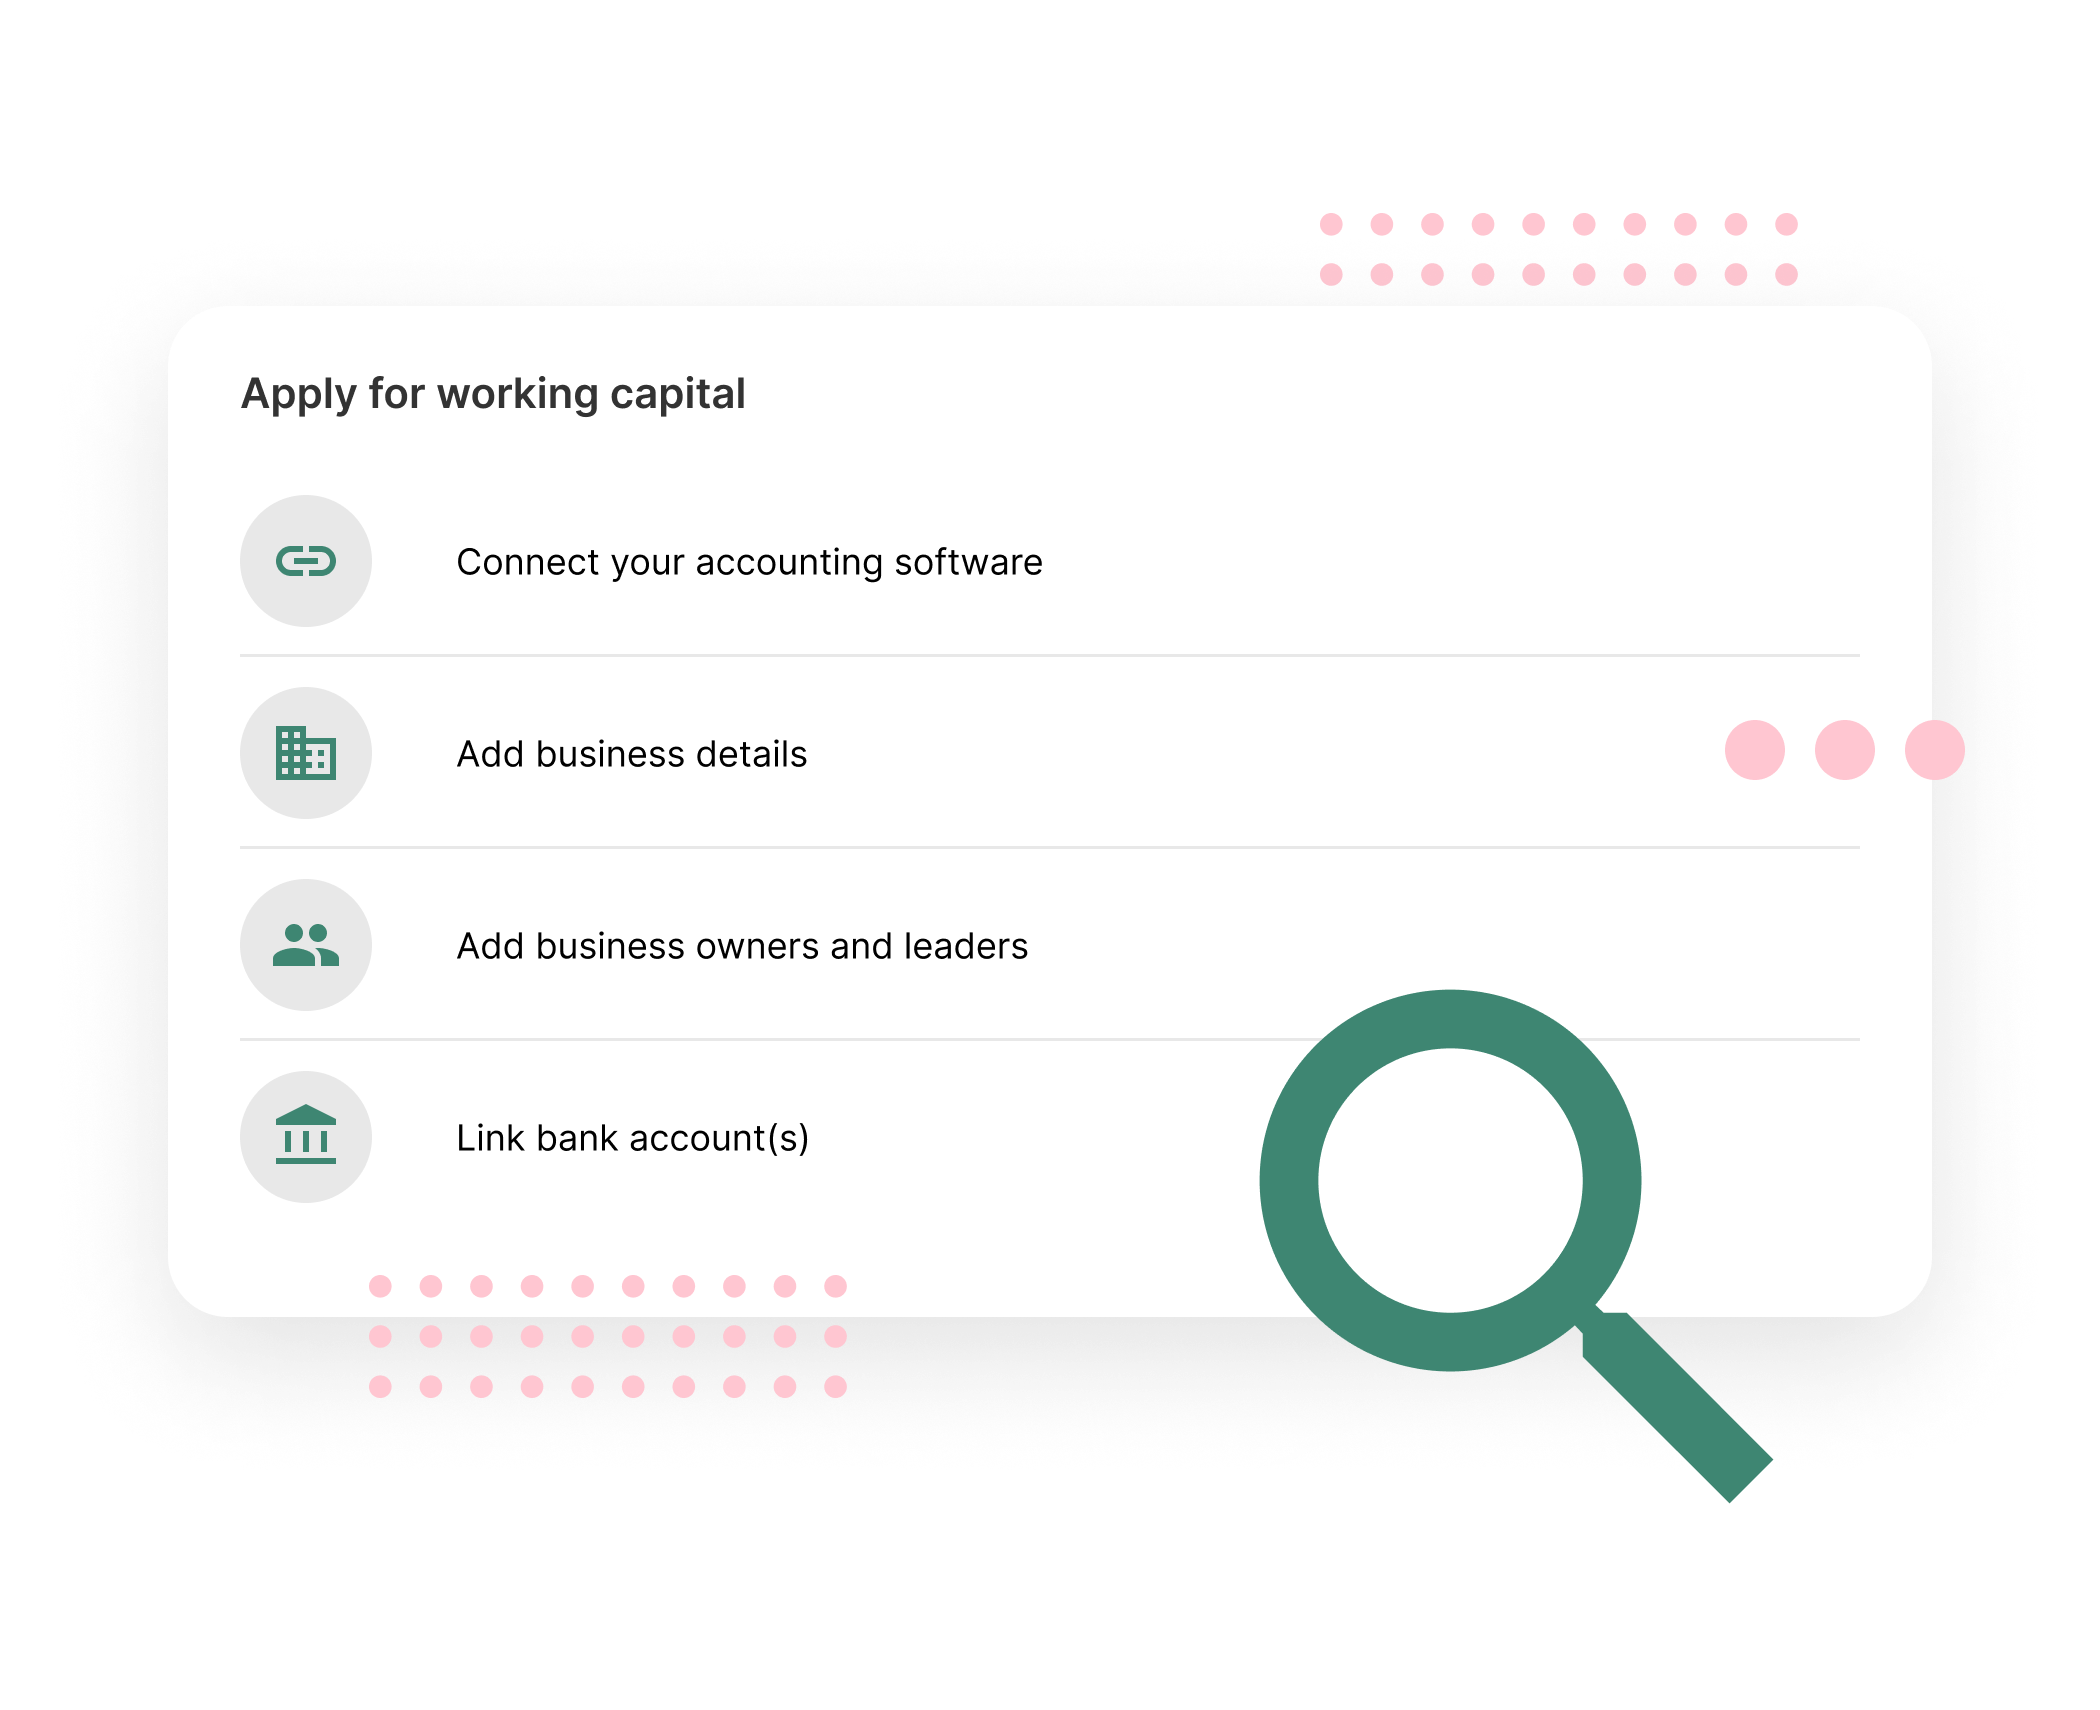 Apply for working capital
Connect your accounting software
Add business details
Add business owners and leaders
Link bank account(s)